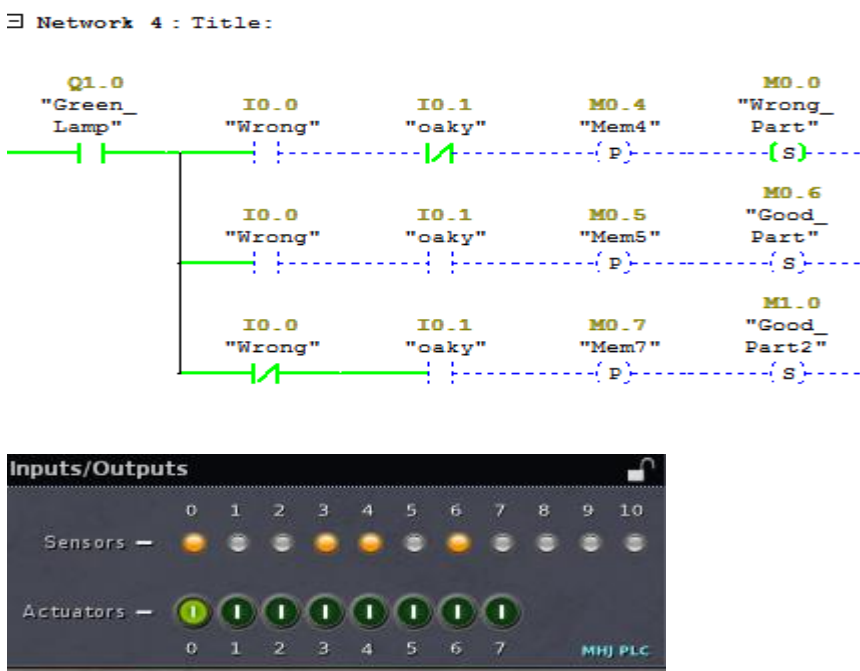 Network 4 : Title:
Q1.0
"Green_
Lamp"
I0.0
"Wrong"
I0.1
"oaky"
M0.4
"Mem4"
P
M0.0
"Wrong_
Part"
S
I0.0
"Wrong"
I0.1
"oaky"
M0.5
"Mem5"
P
M0.6
"Good_
Part"
S
I0.0
"Wrong"
I0.1
"oaky"
M0.7
"Mem7"
P
M1.0
"Good_
Part2"
S
Inputs/Outputs
0 1 2 3 4 5 6 7 8 9 10
Sensors
Actuators
0 1 2 3 4 5 6 7
MHJ PLC